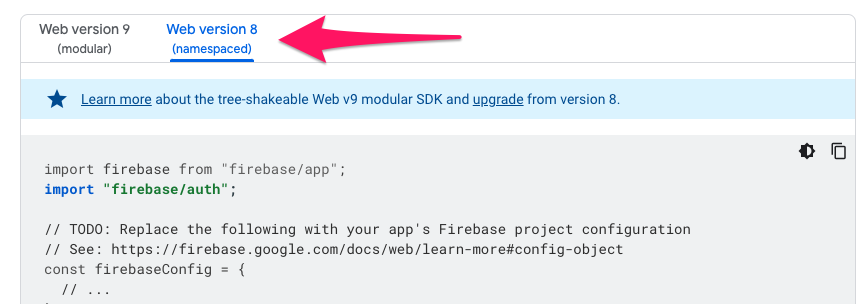 Web version 9
(modular)
Web version 8
(namespaced)
Learn more about the tree-shakeable Web v9 modular SDK and upgrade from version 8.
import firebase from "firebase/app";
import "firebase/auth";
// TODO: Replace the following with your app's Firebase project configuration
// See: https://firebase.google.com/docs/web/learn-more#config-object
const firebaseConfig = {
// ...